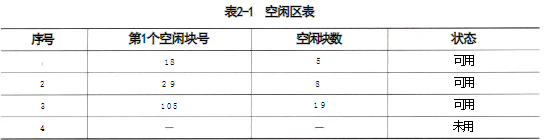 表2-1 空闲区表
序号 第1个空闲块号 空闲块数 状态
18 5 可用
2 29 8 可用
3 105 19 可用
4 — — 未用